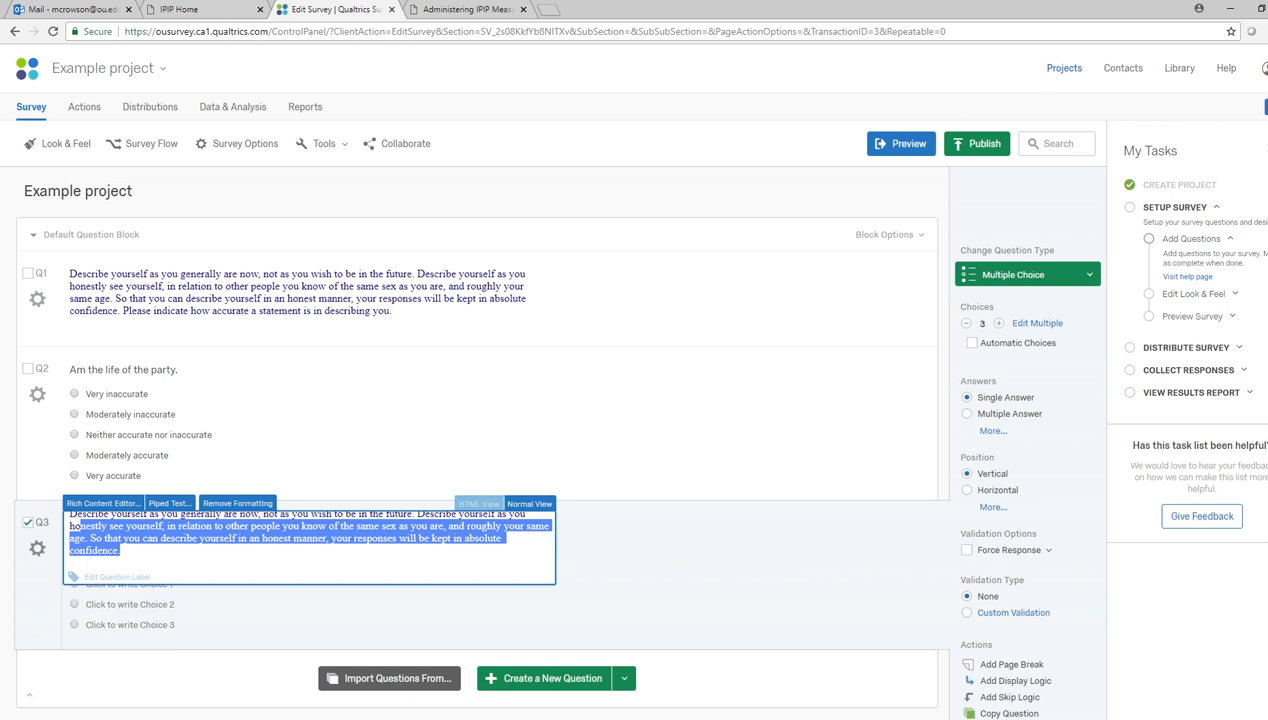 Mail - mcrowson@ou.ed
IPIP Home
Edit Survey | Qualtrics Su
Administering IPIP Meas
Secure
https://ousurvey.ca1.qualtrics.com/ControlPanel/?ClientAction=EditSurvey&Section=SV_2s08KkfYb8NITXv&SubSection=&SubSubSection=&PageActionOptions=&TransactionID=3&Repeatable=0
Example project
Projects
Contacts
Library
Help
Survey
Actions
Distributions
Data & Analysis
Reports
Look & Feel
Survey Flow
Survey Options
Tools
Collaborate
Preview
Publish
Search
Example project
Default Question Block
Block Options
Q1
Describe yourself as you generally are now, not as you wish to be in the future. Describe yourself as you
honestly see yourself, in relation to other people you know of the same sex as you are, and roughly your
same age. So that you can describe yourself in an honest manner, your responses will be kept in absolute
confidence. Please indicate how accurate a statement is in describing you.
Q2
Am the life of the party.
Very inaccurate
Moderately inaccurate
Neither accurate nor inaccurate
Moderately accurate
Very accurate
Rich Content Editor...
Piped Text...
Remove Formatting
HTML View
Normal View
Q3
Describe yourself as you generally are now, not as you wish to be in the future. Describe yourself as you
honestly see yourself, in relation to other people you know of the same sex as you are, and roughly your same
age. So that you can describe yourself in an honest manner, your responses will be kept in absolute
confidence.
Edit Question Label
Click to write Choice 1
Click to write Choice 2
Click to write Choice 3
Import Questions From...
Create a New Question
Change Question Type
Multiple Choice
Choices
3
Edit Multiple
Automatic Choices
Answers
Single Answer
Multiple Answer
More...
Position
Vertical
Horizontal
More...
Validation Options
Force Response
Validation Type
None
Custom Validation
Actions
Add Page Break
Add Display Logic
Add Skip Logic
Copy Question
My Tasks
CREATE PROJECT
SETUP SURVEY
Setup your survey questions and desi
Add Questions
Add questions to your survey. M
as complete when done.
Visit help page
Edit Look & Feel
Preview Survey
DISTRIBUTE SURVEY
COLLECT RESPONSES
VIEW RESULTS REPORT
Has this task list been helpful?
We would love to hear your feedbac
on how we can make this list more
helpful.
Give Feedback